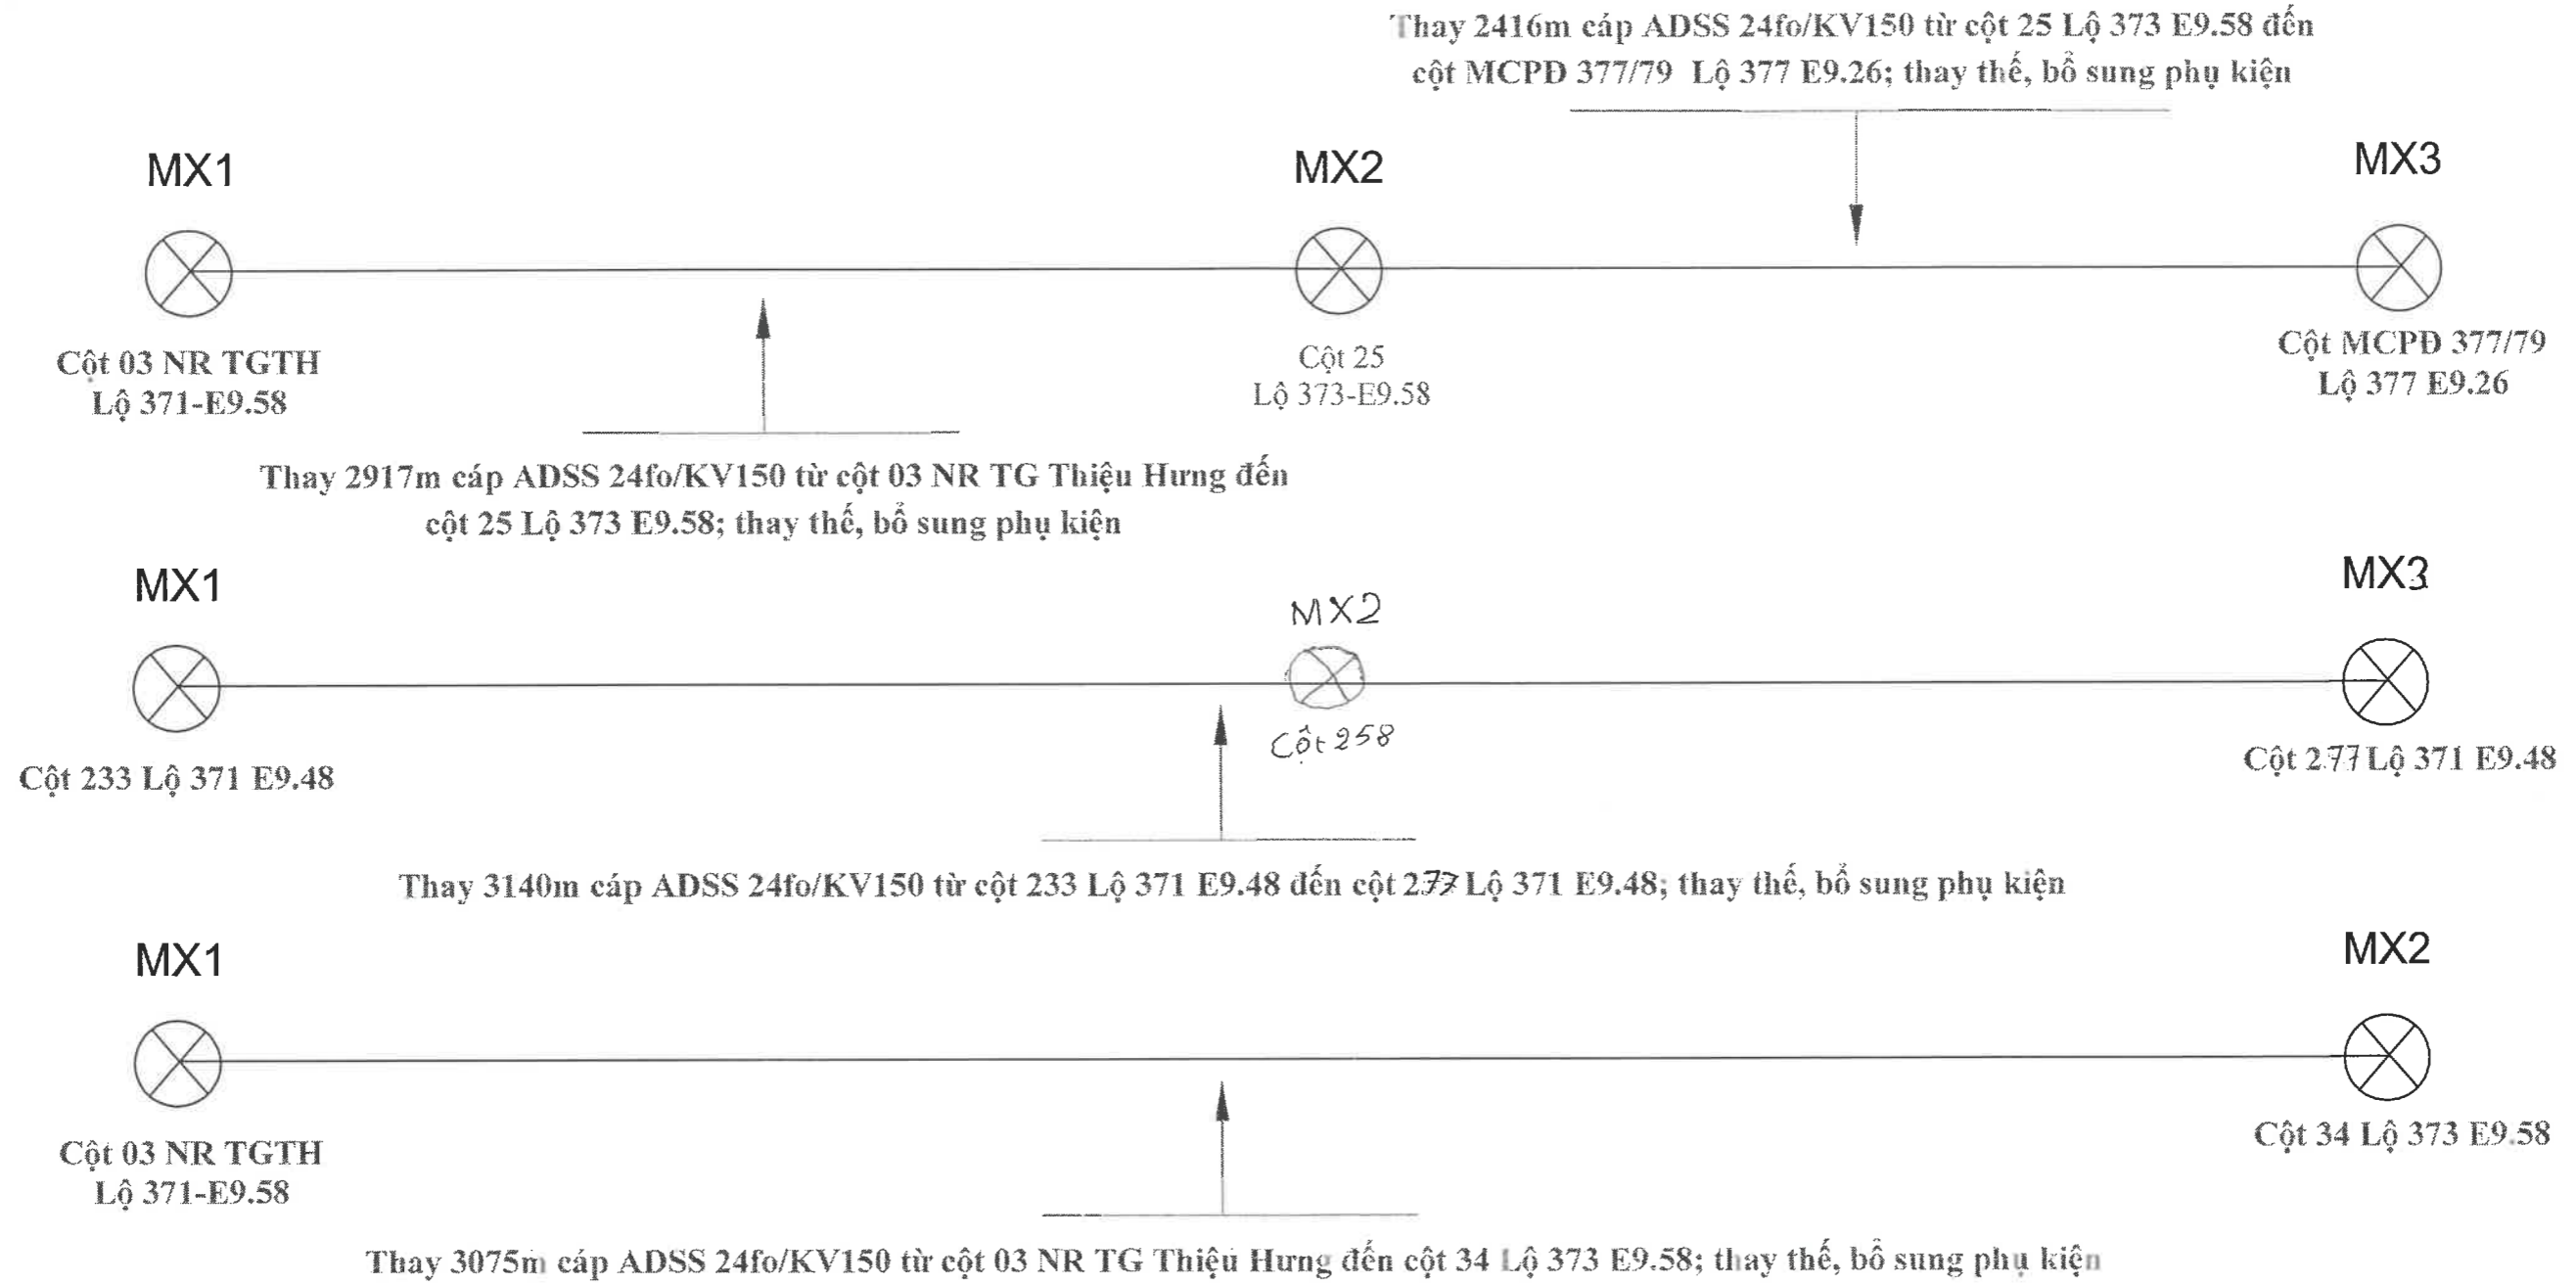 Thay 2416m cáp ADSS 24fo/KV150 từ cột 25 Lộ 373 E9.58 đến
cột MCPĐ 377/79 Lộ 377 E9.26; thay thế, bổ sung phụ kiện
MX1
MX2
MX3
Cột 03 NR TGTH
Lộ 371-E9.58
Cột 25
Lộ 373-E9.58
Cột MCPĐ 377/79
Lộ 377 E9.26
Thay 2917m cáp ADSS 24fo/KV150 từ cột 03 NR TG Thiệu Hưng đến
cột 25 Lộ 373 E9.58; thay thế, bổ sung phụ kiện
MX1
MX2
MX3
Cột 233 Lộ 371 E9.48
Cột 258
Cột 277 Lộ 371 E9.48
Thay 3140m cáp ADSS 24fo/KV150 từ cột 233 Lộ 371 E9.48 đến cột 277 Lộ 371 E9.48; thay thế, bổ sung phụ kiện
MX1
MX2
Cột 03 NR TGTH
Lộ 371-E9.58
Cột 34 Lộ 373 E9.58
Thay 3075m cáp ADSS 24fo/KV150 từ cột 03 NR TG Thiệu Hưng đến cột 34 Lộ 373 E9.58; thay thế, bổ sung phụ kiện